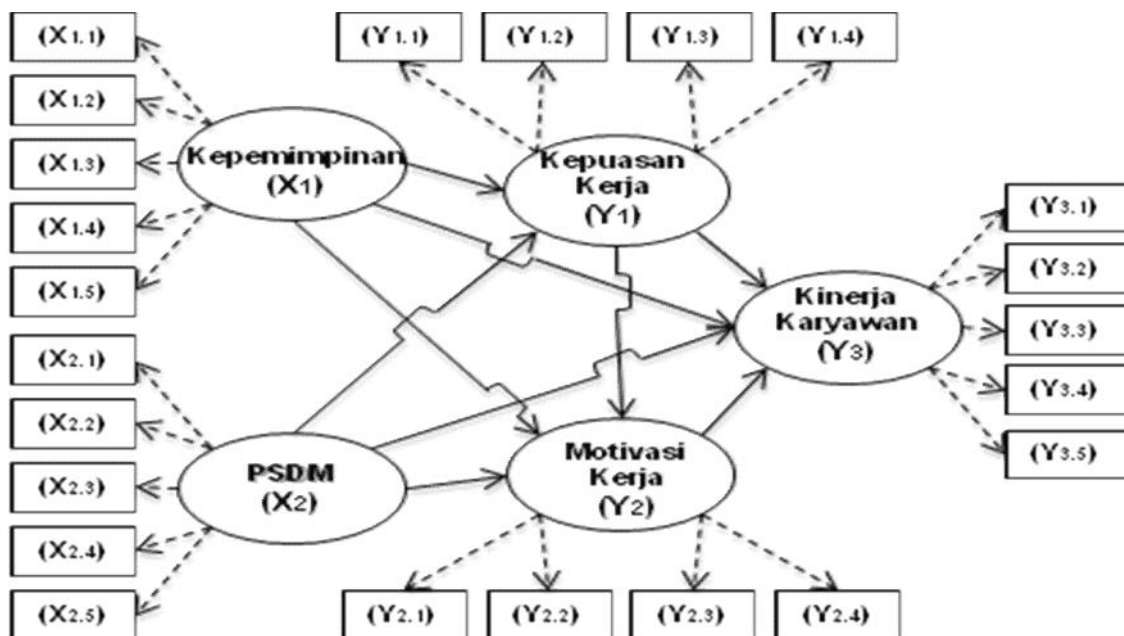 (X1.1)
(X1.2)
(X1.3)
(X1.4)
(X1.5)
(X2.1)
(X2.2)
(X2.3)
(X2.4)
(X2.5)
(Y1.1)
(Y1.2)
(Y1.3)
(Y1.4)
Kepemimpinan
(X1)
PSDM
(X2)
Kepuasan
Kerja
(Y1)
Motivasi
Kerja
(Y2)
(Y2.1)
(Y2.2)
(Y2.3)
(Y2.4)
Kinerja
Karyawan
(Y3)
(Y3.1)
(Y3.2)
(Y3.3)
(Y3.4)
(Y3.5)